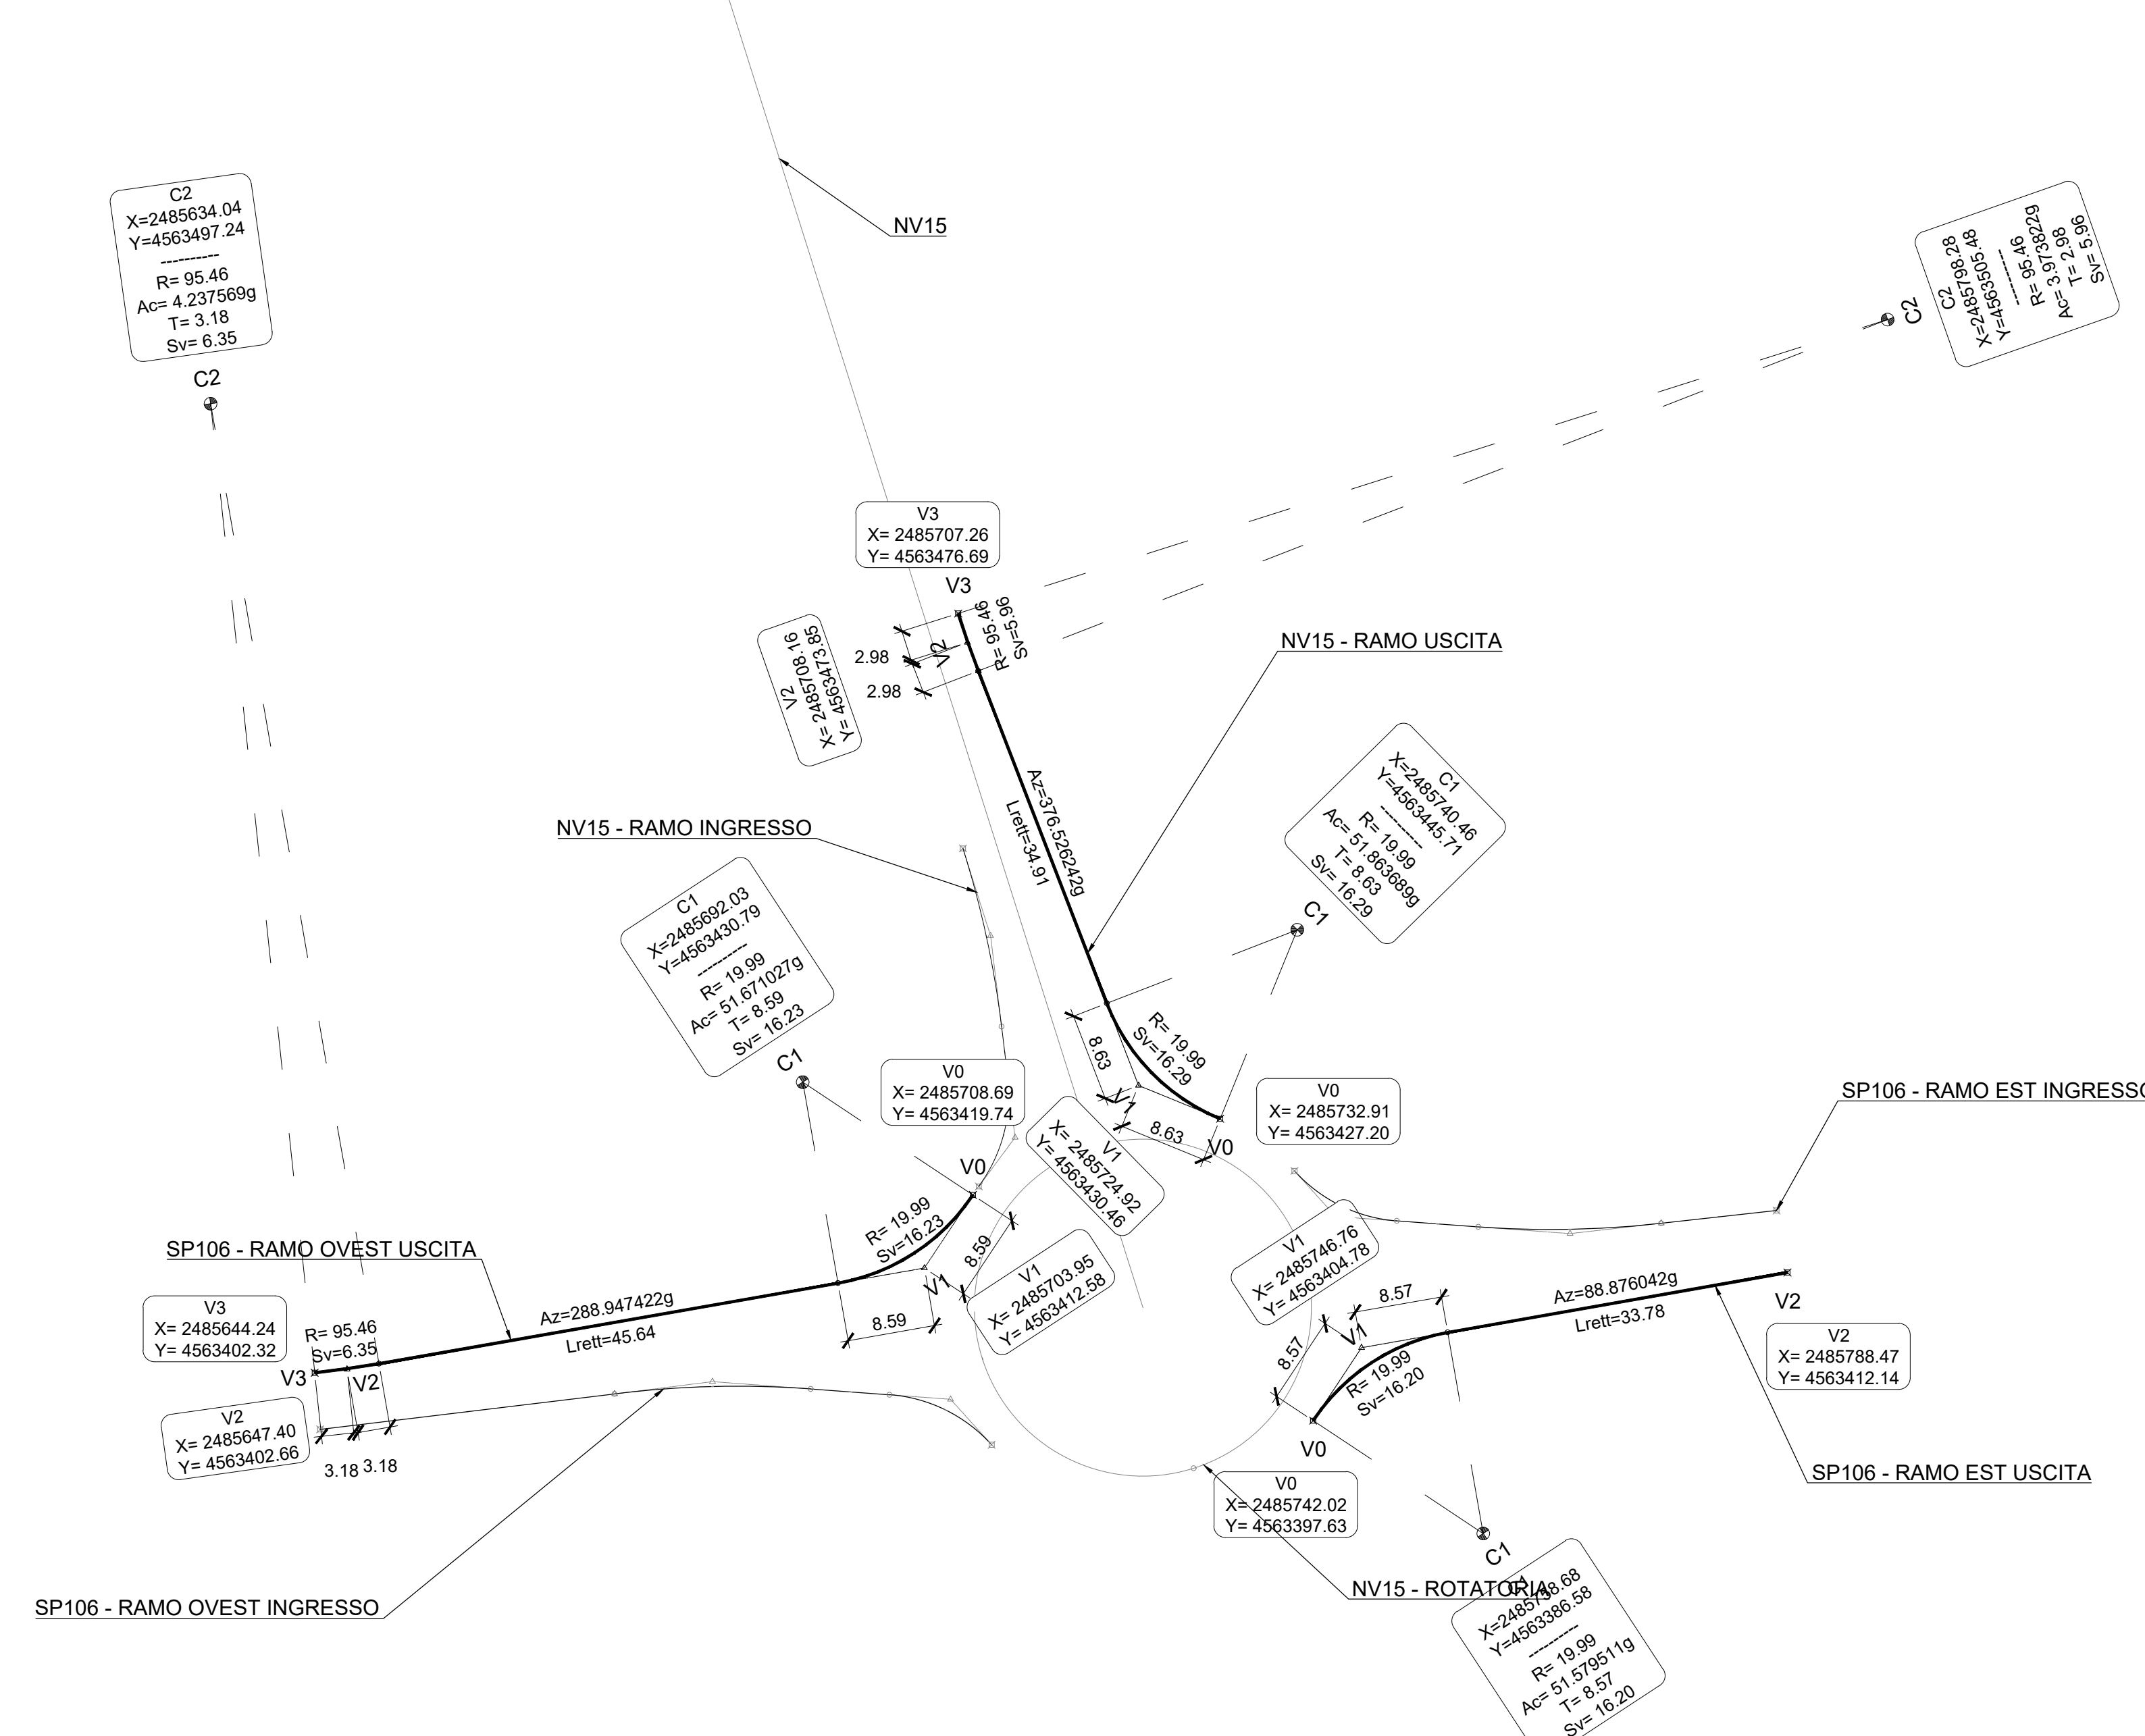 C2
X=2485634.04
Y=4563497.24
----------
R= 95.46
Ac= 4.237569g
T= 3.18
Sv= 6.35
C2
NV15
C2
X=2485798.28
Y=4563505.48
----------
R= 95.46
Ac= 3.973822g
T= 2.98
Sv= 5.96
C2
V3
X= 2485707.26
Y= 4563476.69
V3
R= 95.46
Sv=5.96
V2
X= 2485708.16
Y= 4563473.85
V2
2.98
2.98
NV15 - RAMO USCITA
Az=376.526242g
Lrett=34.91
C1
X=2485740.46
Y=4563445.71
----------
R= 19.99
Ac= 51.863689g
T= 8.63
Sv= 16.29
C1
NV15 - RAMO INGRESSO
C1
X=2485692.03
Y=4563430.79
----------
R= 19.99
Ac= 51.671027g
T= 8.59
Sv= 16.23
C1
R= 19.99
Sv=16.29
8.63
V1
8.63
V0
V0
X= 2485708.69
Y= 4563419.74
V0
V0
X= 2485732.91
Y= 4563427.20
V1
X= 2485724.92
Y= 4563430.46
SP106 - RAMO EST INGRESSO
R= 19.99
Sv=16.23
8.59
V1
8.59
V1
X= 2485703.95
Y= 4563412.58
V1
X= 2485746.76
Y= 4563404.78
SP106 - RAMO OVEST USCITA
Az=288.947422g
Lrett=45.64
V3
X= 2485644.24
Y= 4563402.32
R= 95.46
Sv=6.35
V3
V2
V2
X= 2485647.40
Y= 4563402.66
3.18
3.18
8.57
V1
8.57
R= 19.99
Sv=16.20
Az=88.876042g
Lrett=33.78
V2
V2
X= 2485788.47
Y= 4563412.14
V0
V0
X= 2485742.02
Y= 4563397.63
SP106 - RAMO EST USCITA
C1
NV15 - ROTATORIA
SP106 - RAMO OVEST INGRESSO
C1
X=2485758.68
Y=4563386.58
----------
R= 19.99
Ac= 51.579511g
T= 8.57
Sv= 16.20